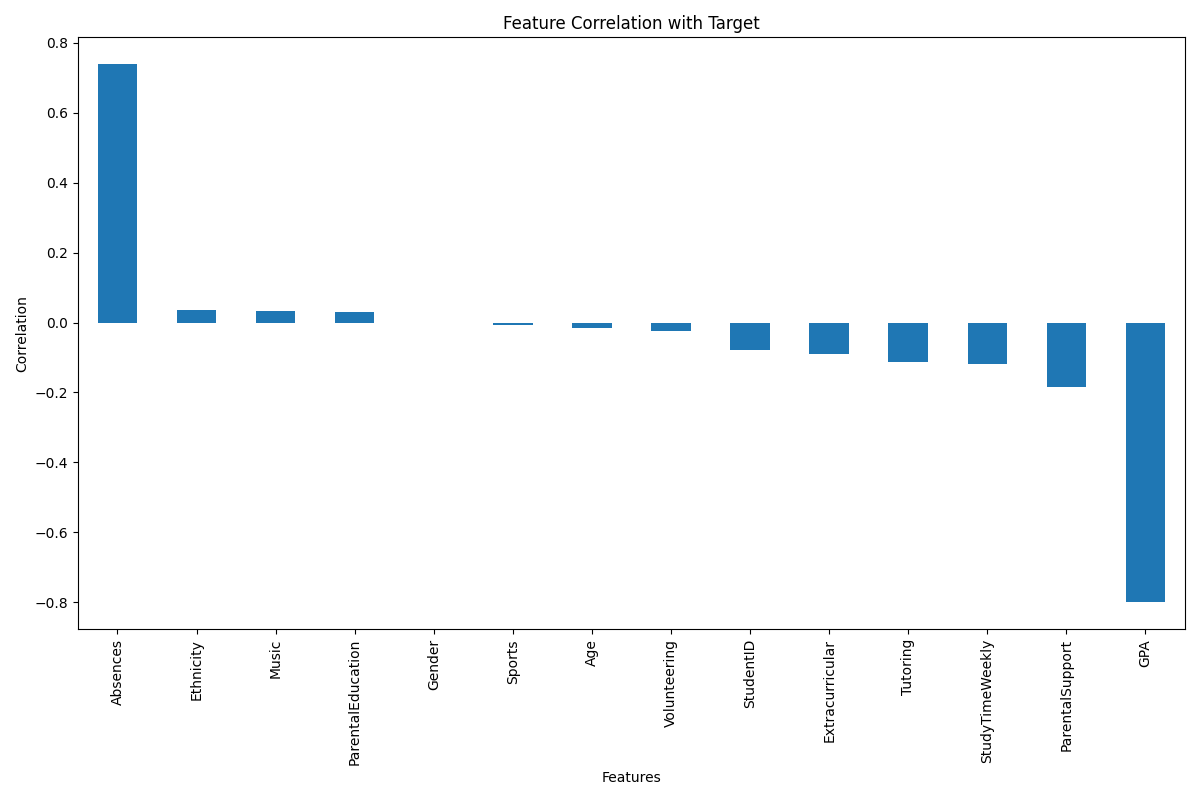 Feature Correlation with Target
Correlation
0.8
0.6
0.4
0.2
0.0
−0.2
−0.4
−0.6
−0.8
Absences
Ethnicity
Music
ParentalEducation
Gender
Sports
Age
Volunteering
StudentID
Extracurricular
Tutoring
StudyTimeWeekly
ParentalSupport
GPA
Features